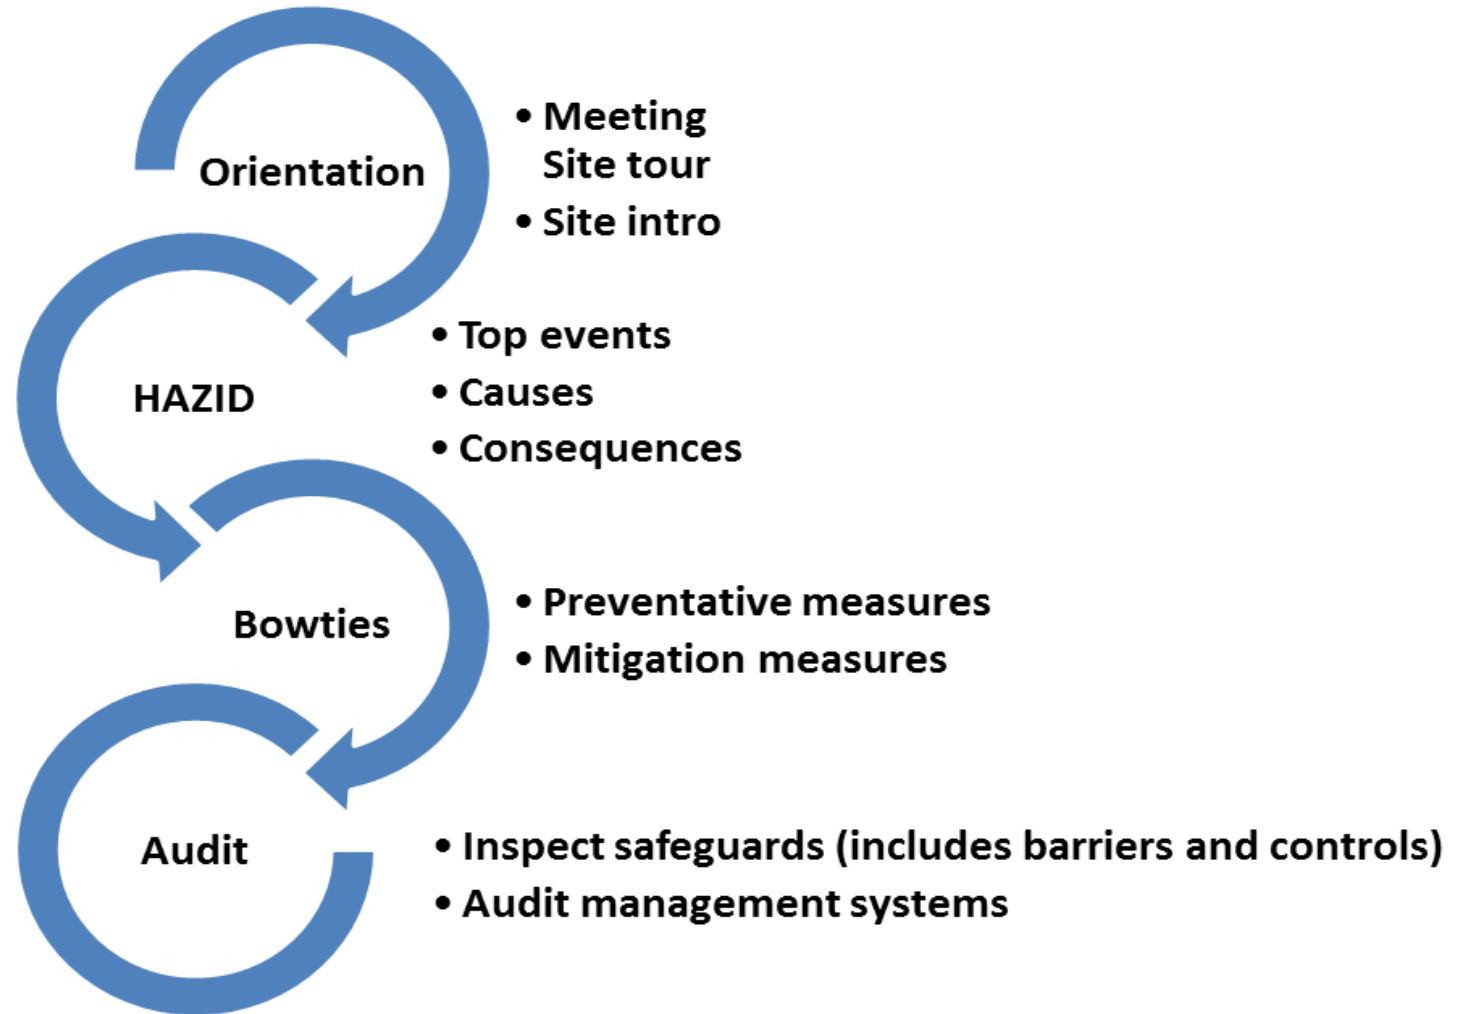 Orientation
• Meeting
Site tour
• Site intro
HAZID
• Top events
• Causes
• Consequences
Bowties
• Preventative measures
• Mitigation measures
Audit
• Inspect safeguards (includes barriers and controls)
• Audit management systems